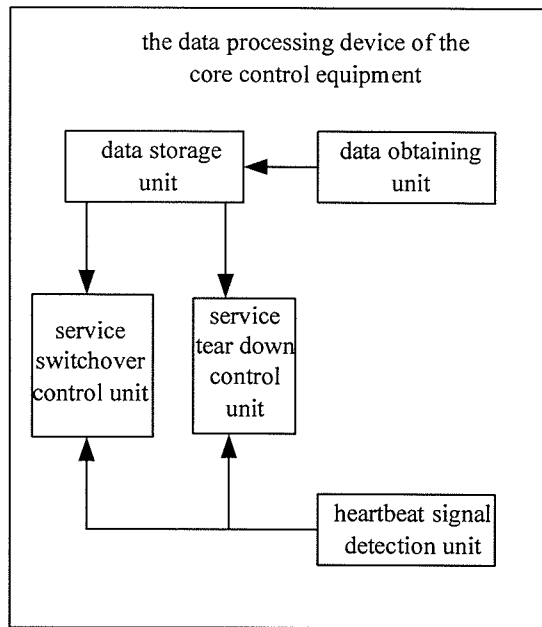 the data processing device of the
core control equipment
data storage
unit
data obtaining
unit
service
switchover
control unit
service
tear down
control
unit
heartbeat signal
detection unit